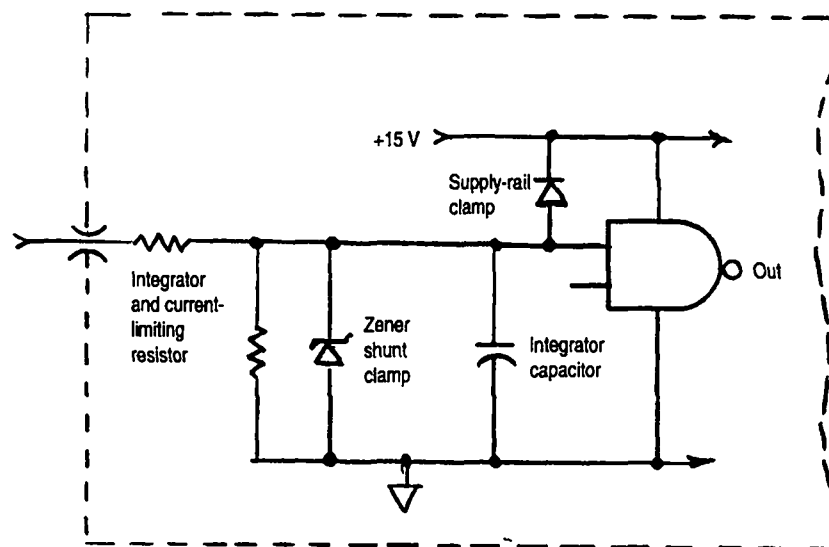 +15 V
Supply-rail
clamp
Integrator
and current-
limiting
resistor
Zener
shunt
clamp
Integrator
capacitor
Out